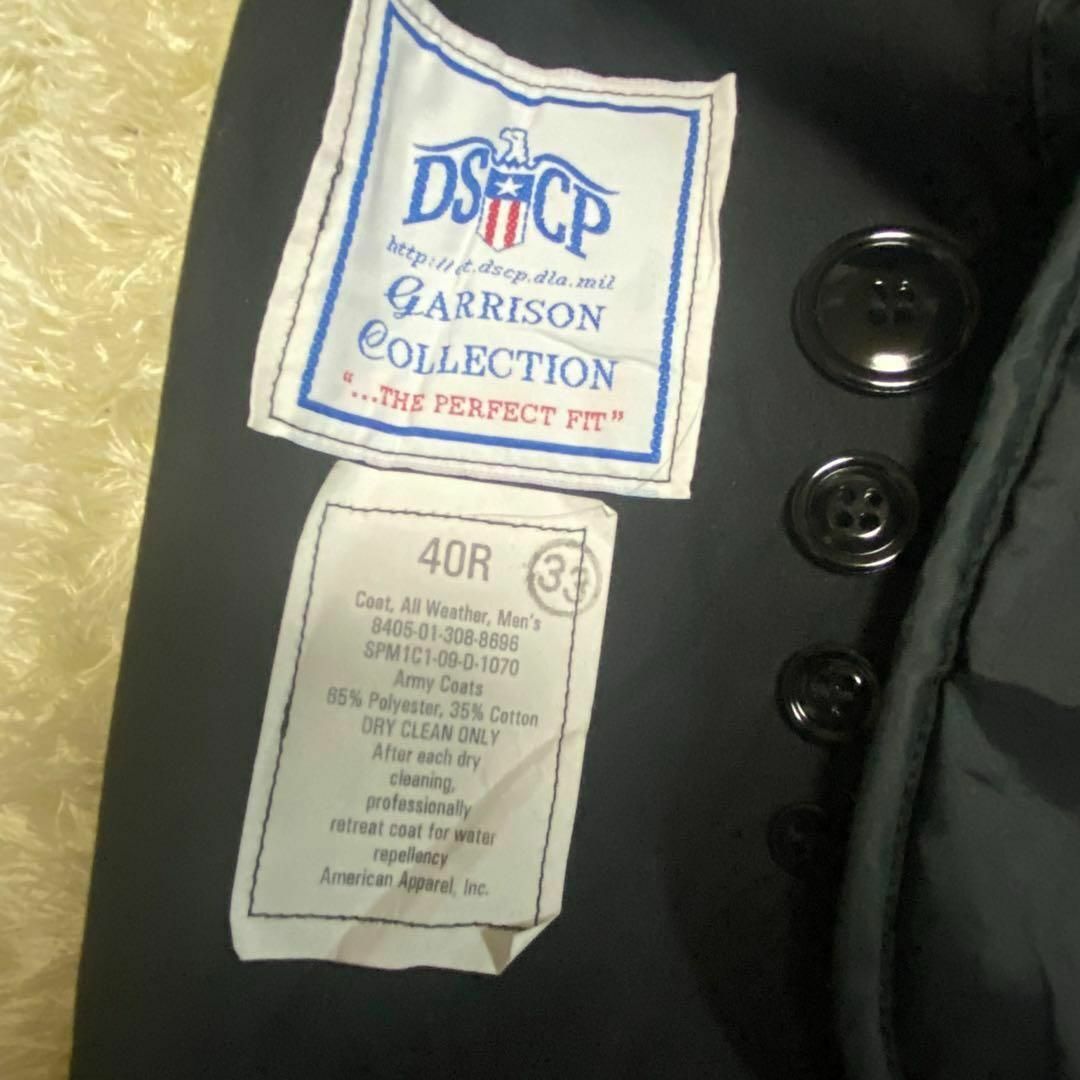 DSCP
http://ct.dscp.dla.mil
GARRISON
COLLECTION
"...THE PERFECT FIT"
40R 33
Coat, All Weather, Men's
8405-01-308-8696
SPM1C1-09-D-1070
Army Coats
65% Polyester, 35% Cotton
DRY CLEAN ONLY
After each dry
cleaning,
professionally
retreat coat for water
repellency
American Apparel, Inc.